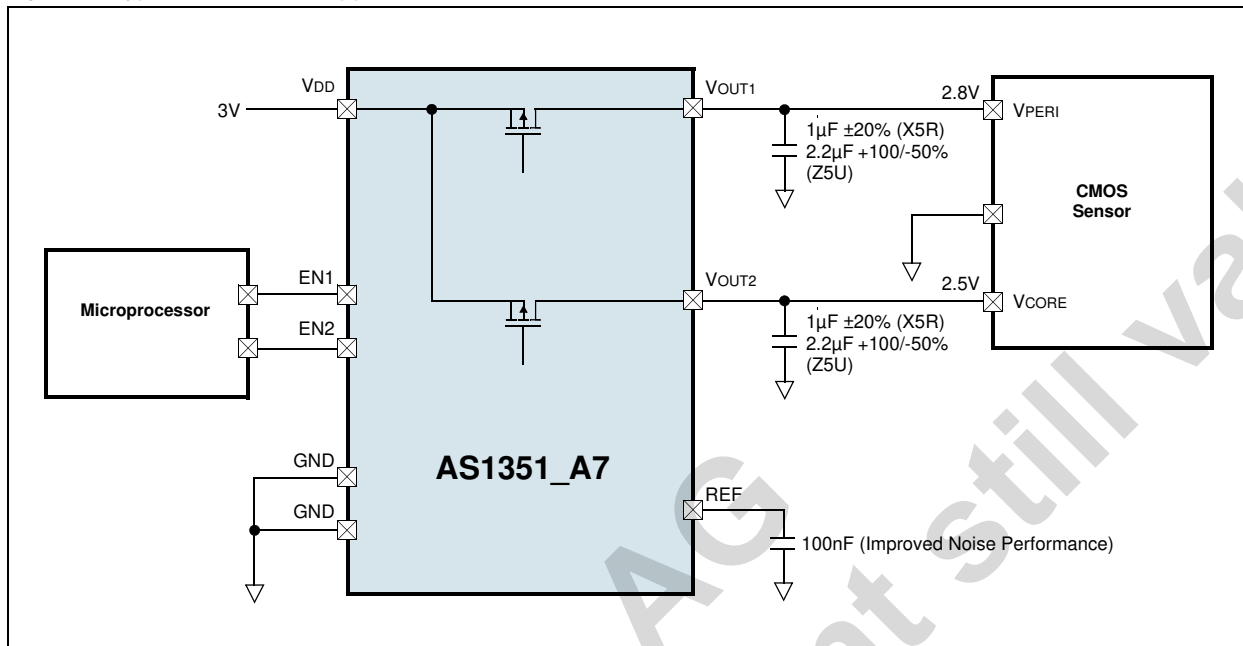 VDD
3V
VOUT1
2.8V
VPERI
1µF ±20% (X5R)
2.2µF +100/-50%
(Z5U)
CMOS
Sensor
Microprocessor
EN1
EN2
VOUT2
2.5V
VCORE
1µF ±20% (X5R)
2.2µF +100/-50%
(Z5U)
GND
GND
AS1351_A7
REF
100nF (Improved Noise Performance)
AG
still